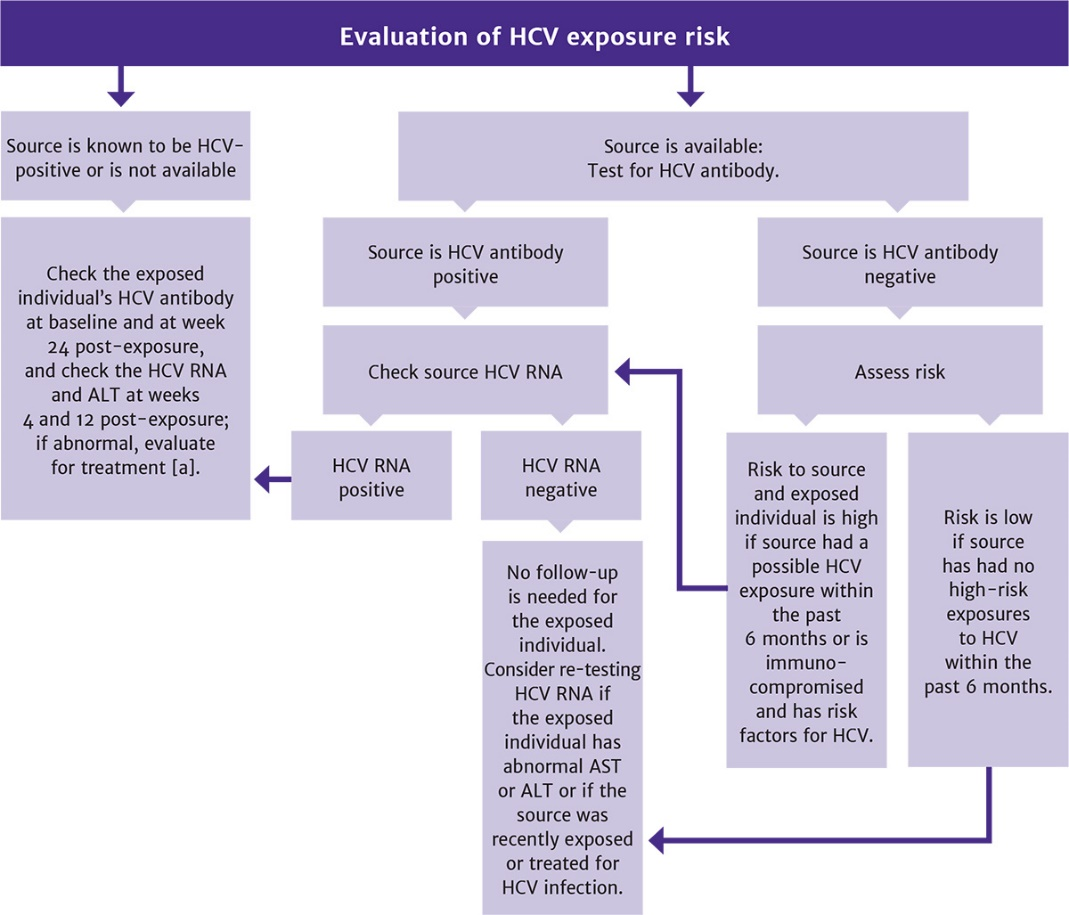 Evaluation of HCV exposure risk
Source is known to be HCV-
positive or is not available
Check the exposed
individual's HCV antibody
at baseline and at week
24 post-exposure,
and check the HCV RNA
and ALT at weeks
4 and 12 post-exposure;
if abnormal, evaluate
for treatment [a].
Source is available:
Test for HCV antibody.
Source is HCV antibody
positive
Check source HCV RNA
HCV RNA
positive
HCV RNA
negative
No follow-up
is needed for
the exposed
individual.
Consider re-testing
HCV RNA if
the exposed
individual has
abnormal AST
or ALT or if the
source was
recently exposed
or treated for
HCV infection.
Source is HCV antibody
negative
Assess risk
Risk to source
and exposed
individual is high
if source had a
possible HCV
exposure within
the past
6 months or is
immuno-
compromised
and has risk
factors for HCV.
Risk is low
if source
has had no
high-risk
exposures
to HCV
within the
past 6 months.